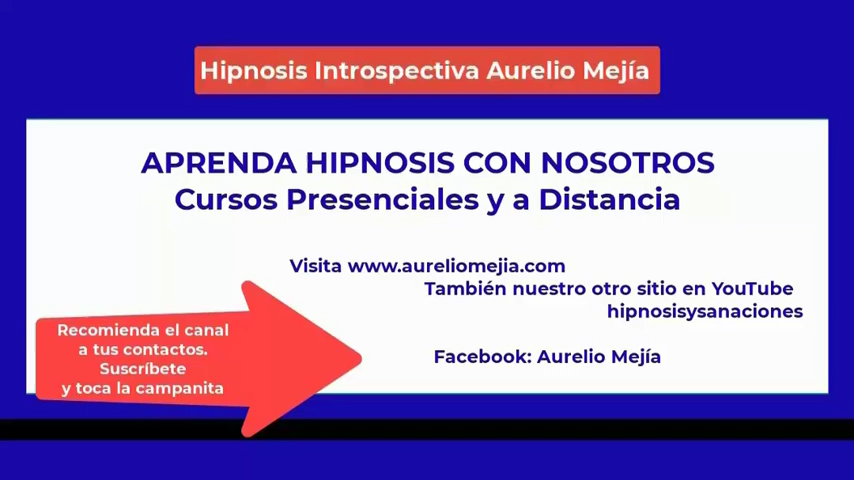 Hipnosis Introspectiva Aurelio Mejía
APRENDA HIPNOSIS CON NOSOTROS
Cursos Presenciales y a Distancia
Visita www.aureliomejia.com
También nuestro otro sitio en YouTube
hipnosisysanaciones
Facebook: Aurelio Mejía
Recomienda el canal
a tus contactos.
Suscríbete
y toca la campanita